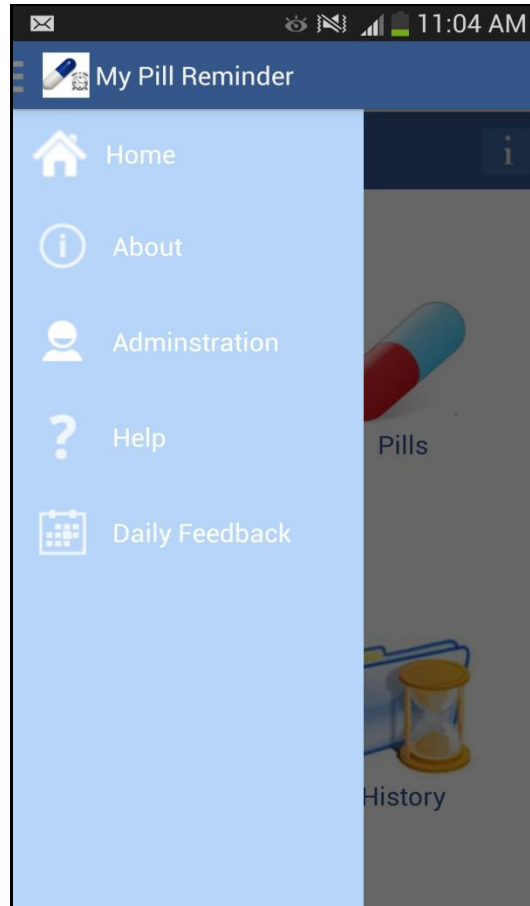 11:04 AM
My Pill Reminder
Home
i
About
Adminstration
Help
Pills
Daily Feedback
History